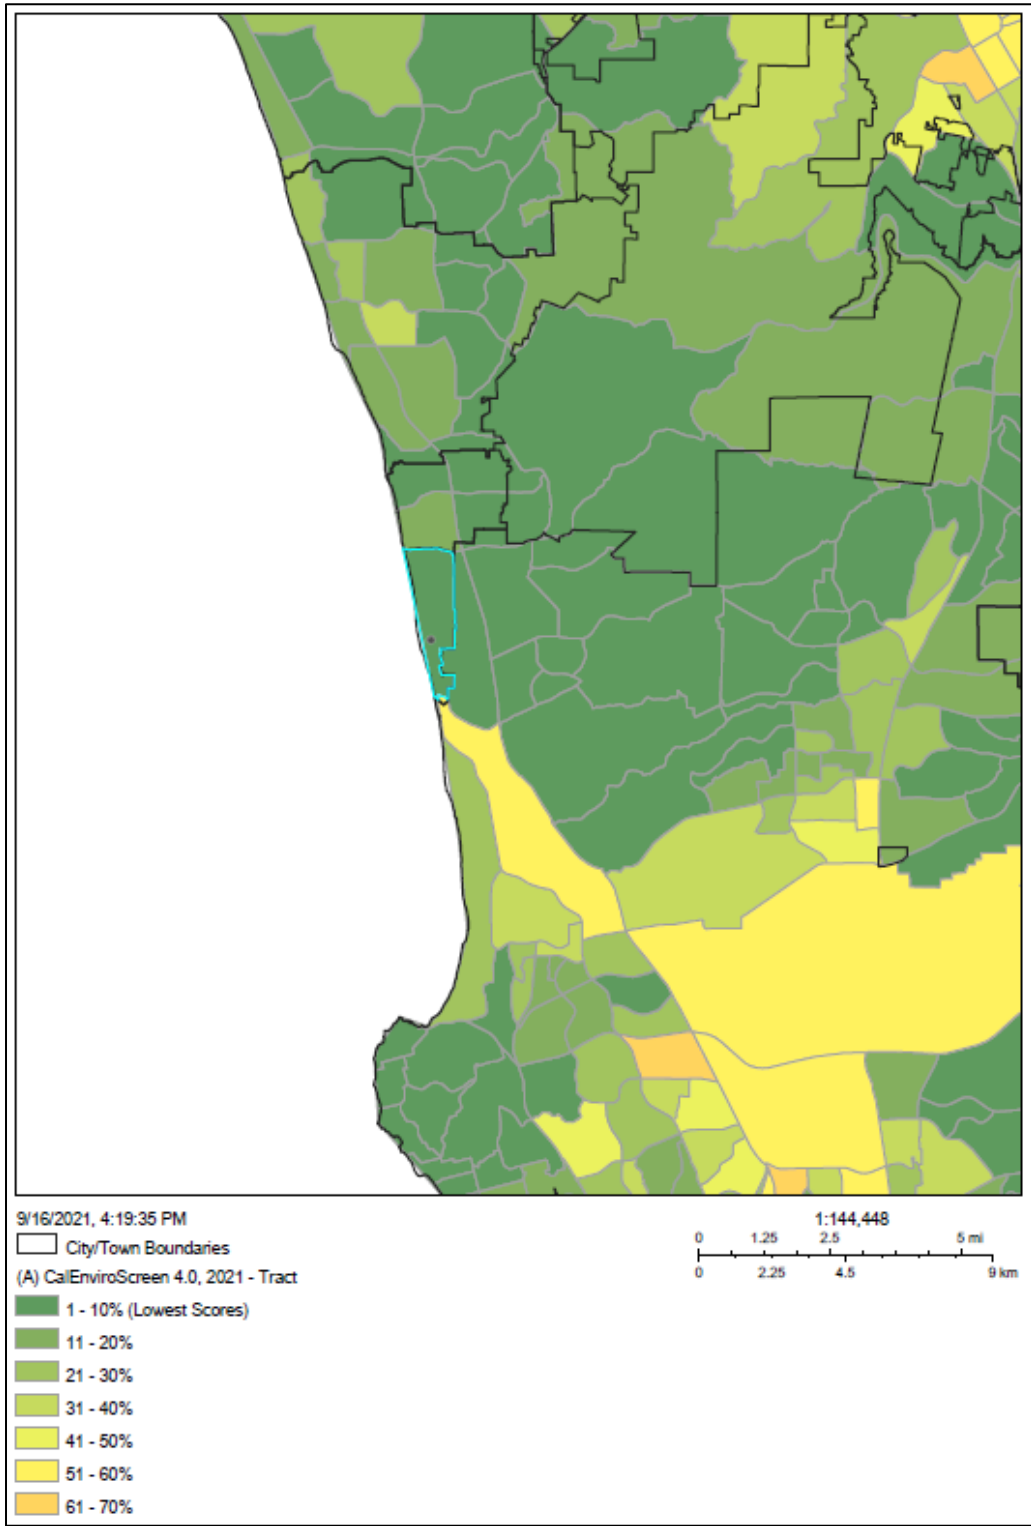 9/16/2021, 4:19:35 PM
1:144,448
City/Town Boundaries
0 1.25 2.5 5 mi
0 2.25 4.5 9 km
(A) CalEnviroScreen 4.0, 2021 - Tract
1 - 10% (Lowest Scores)
11 - 20%
21 - 30%
31 - 40%
41 - 50%
51 - 60%
61 - 70%